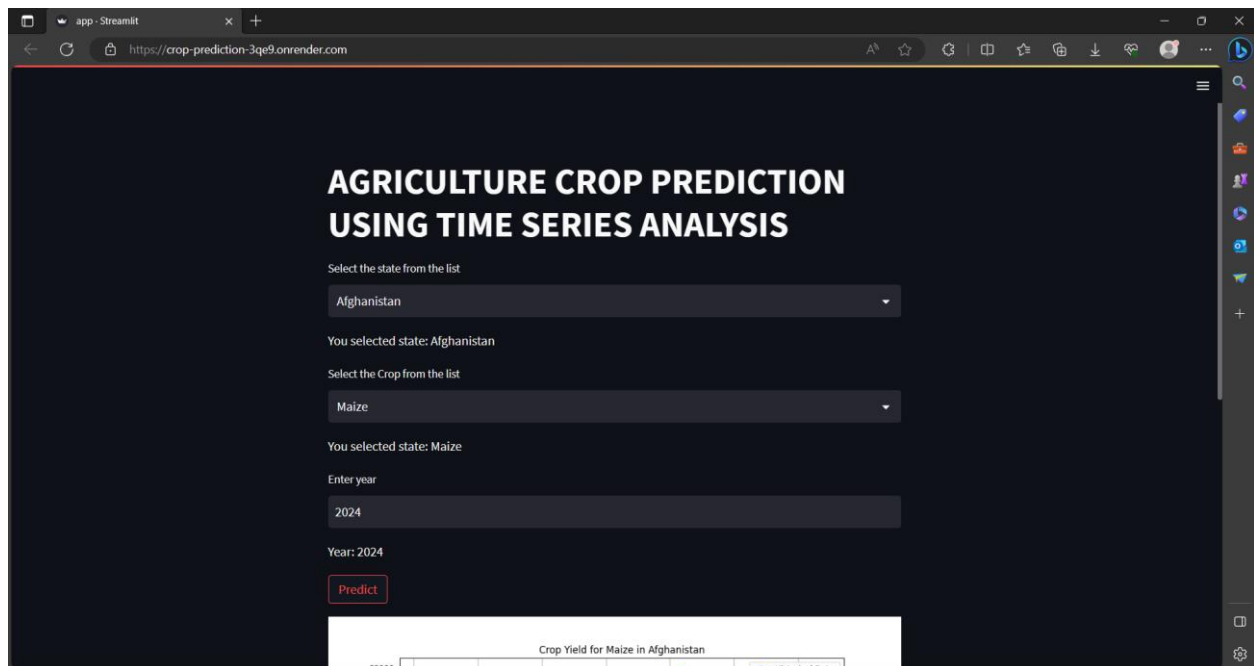 app · Streamlit
https://crop-prediction-3qe9.onrender.com
AGRICULTURE CROP PREDICTION
USING TIME SERIES ANALYSIS
Select the state from the list
Afghanistan
You selected state: Afghanistan
Select the Crop from the list
Maize
You selected state: Maize
Enter year
2024
Year: 2024
Predict
Crop Yield for Maize in Afghanistan